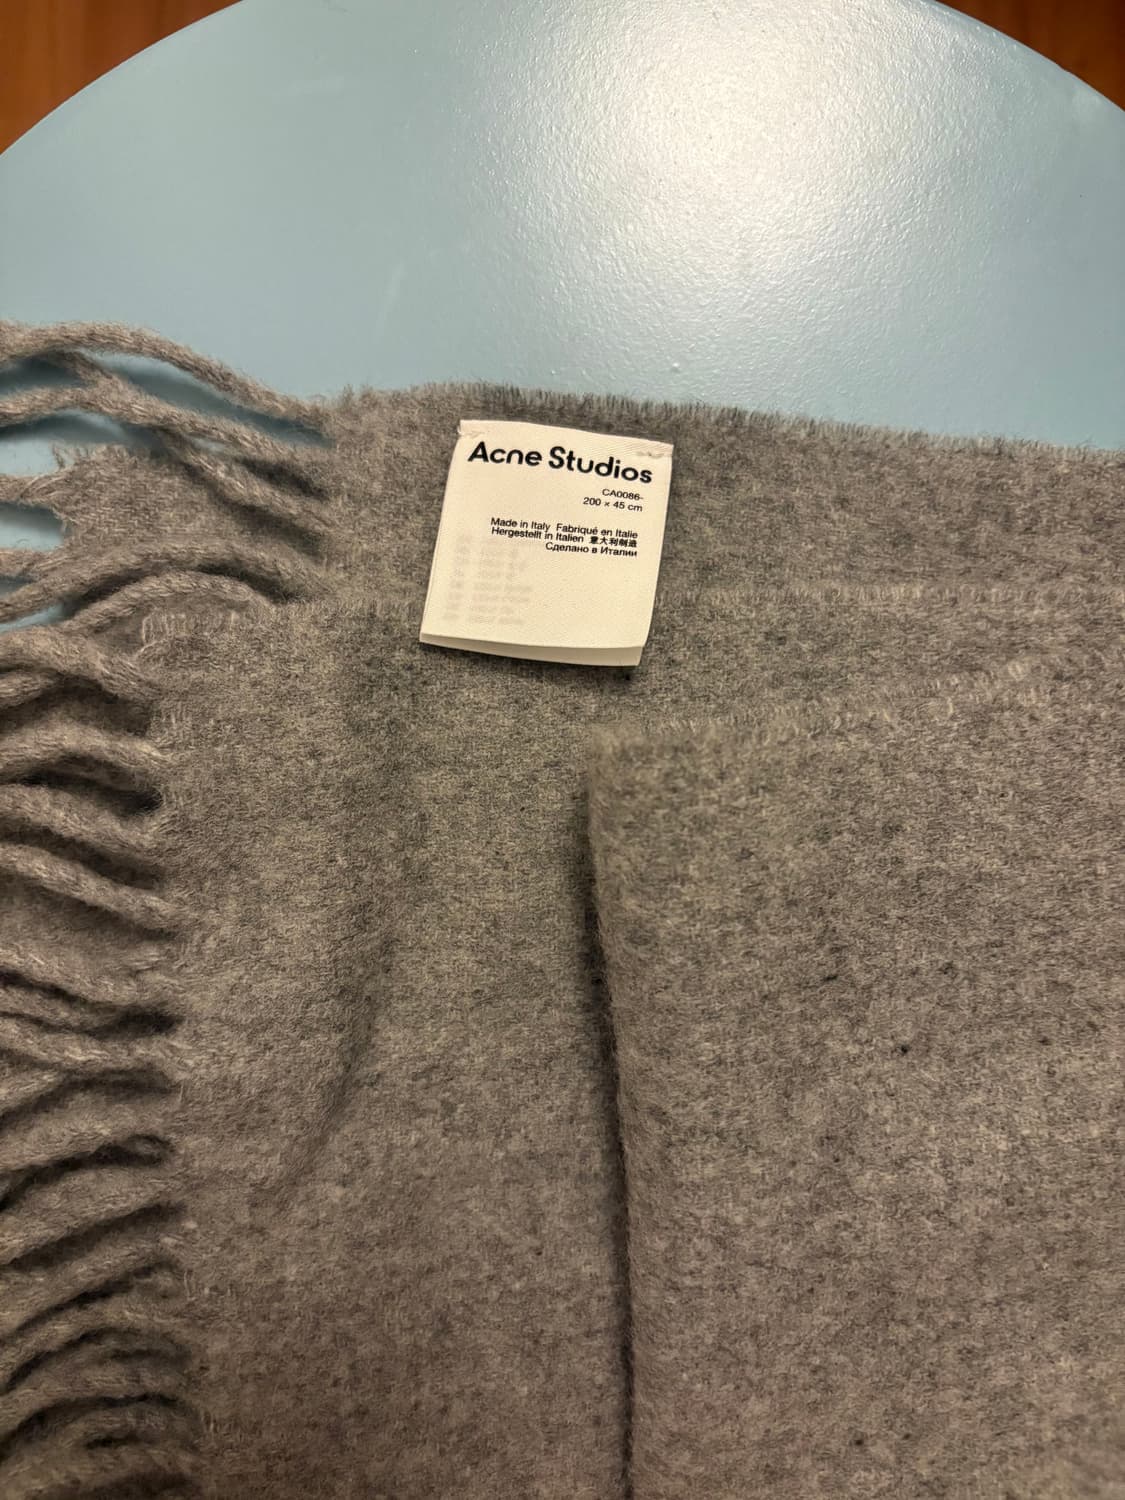 Acne Studios
CA0086-
200 × 45 cm
Made in Italy Fabriqué en Italie
Hergestellt in Italien 意大利制造
Сделано в Италии